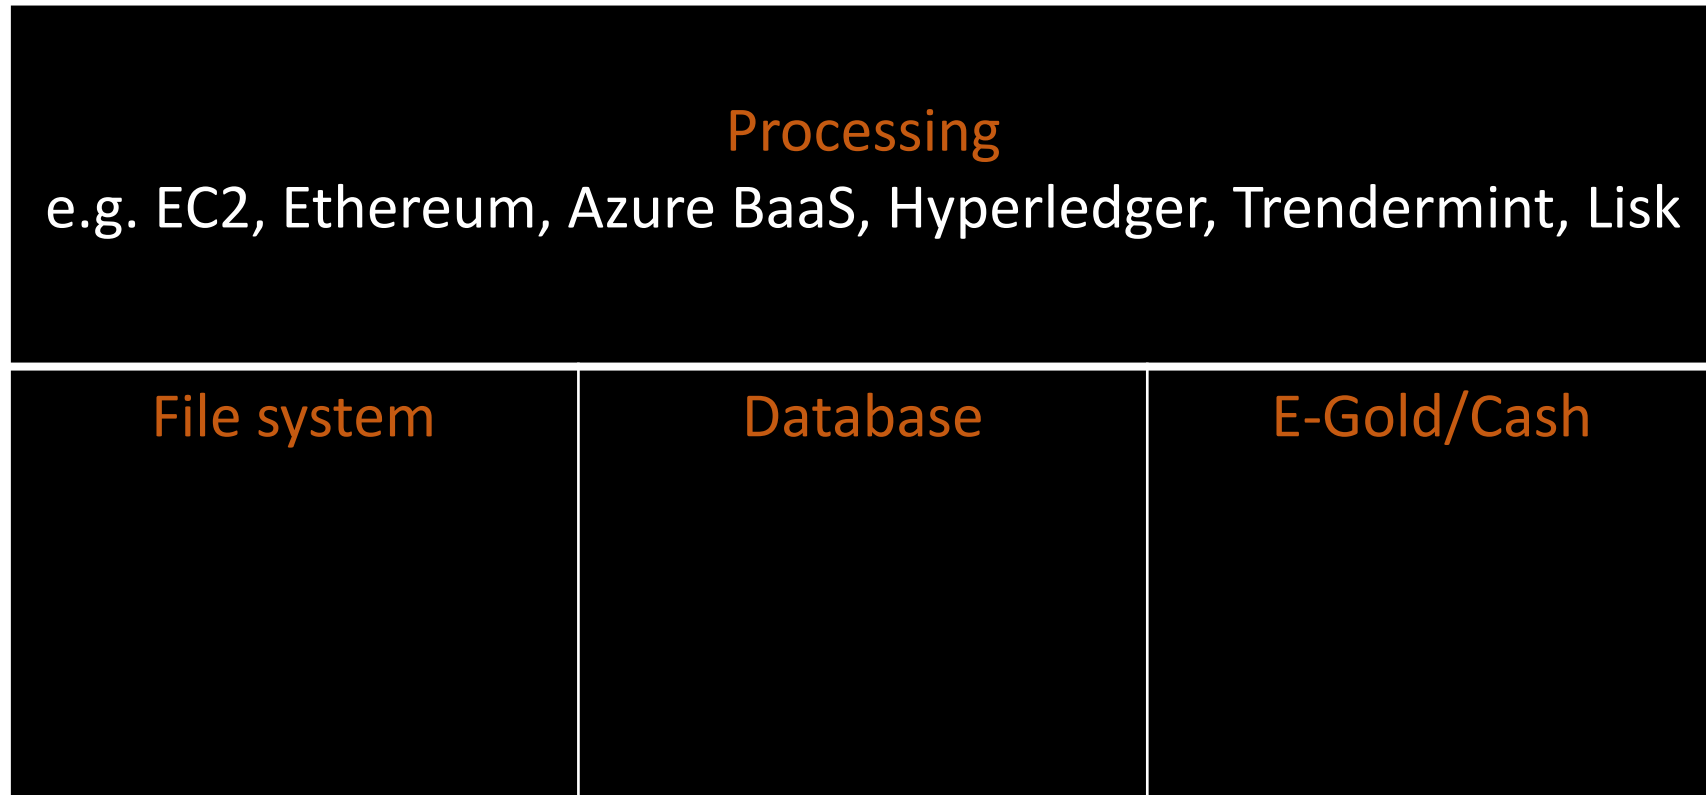 Processing
e.g. EC2, Ethereum, Azure BaaS, Hyperledger, Trendermint, Lisk
File system
Database
E-Gold/Cash